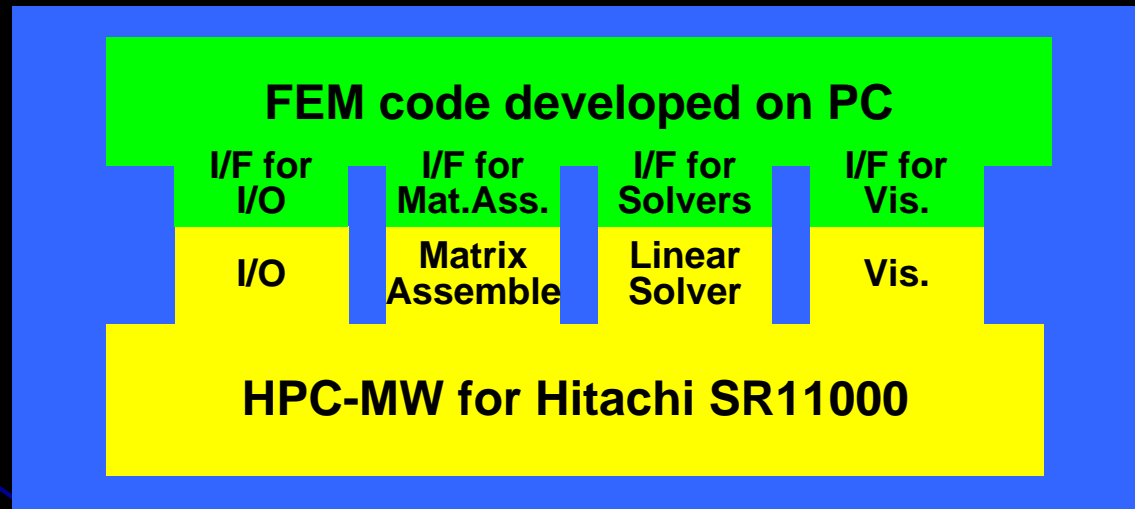 FEM code developed on PC
I/F for I/F for I/F for I/F for
I/O Mat.Ass. Solvers Vis.
I/O Matrix Assemble Linear Solver Vis.
HPC-MW for Hitachi SR11000